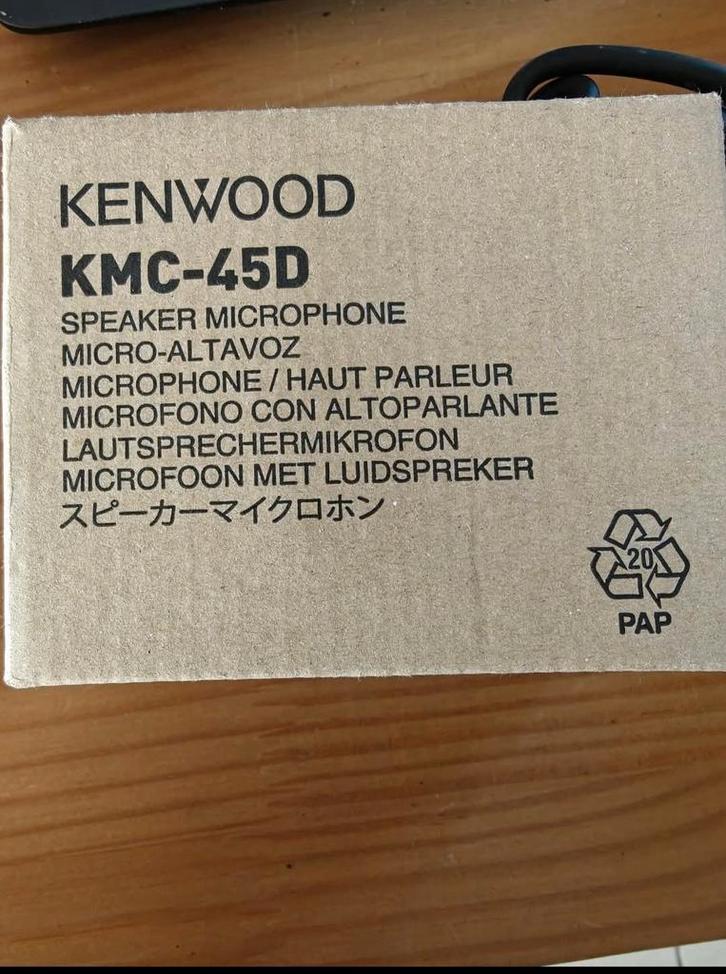 KENWOOD
KMC-45D
SPEAKER MICROPHONE
MICRO-ALTAVOZ
MICROPHONE / HAUT PARLEUR
MICROFONO CON ALTOPARLANTE
LAUTSPRECHERMIKROFON
MICROFOON MET LUIDSPREKER
スピーカーマイクロホン
20
PAP